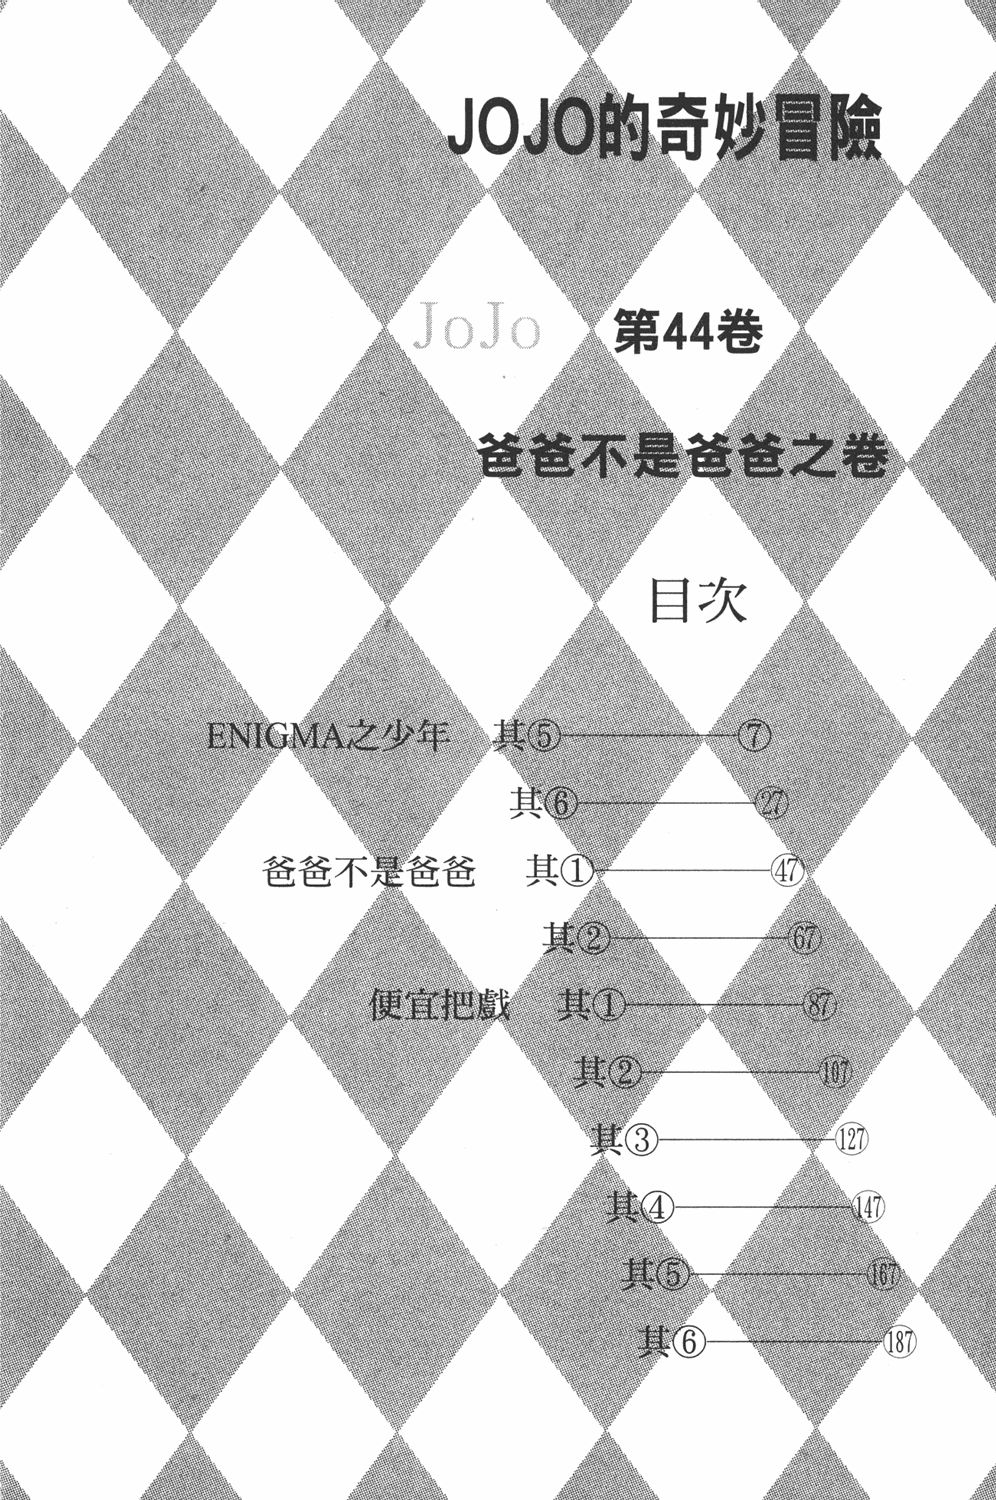 JOJO的奇妙冒險
JoJo 第44卷
爸爸不是爸爸之卷
目次
ENIGMA之少年 其⑤ 7
其⑥ 27
爸爸不是爸爸 其① 47
其② 67
便宜把戲 其① 87
其② 107
其③ 127
其④ 147
其⑤ 167
其⑥ 187